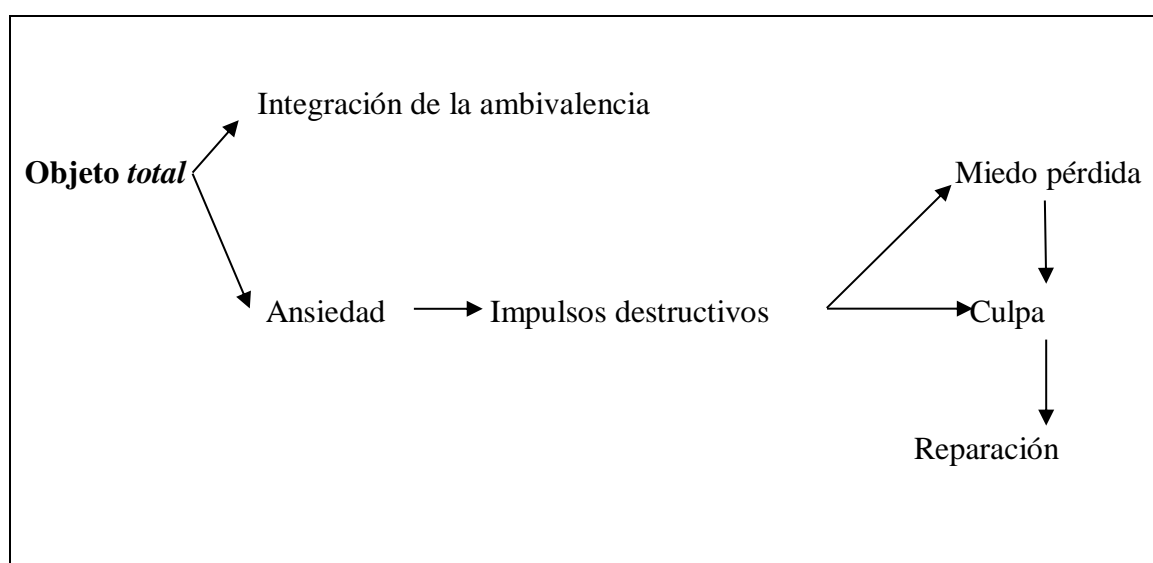 Integración de la ambivalencia
Objeto total
Miedo pérdida
Ansiedad
Impulsos destructivos
Culpa
Reparación